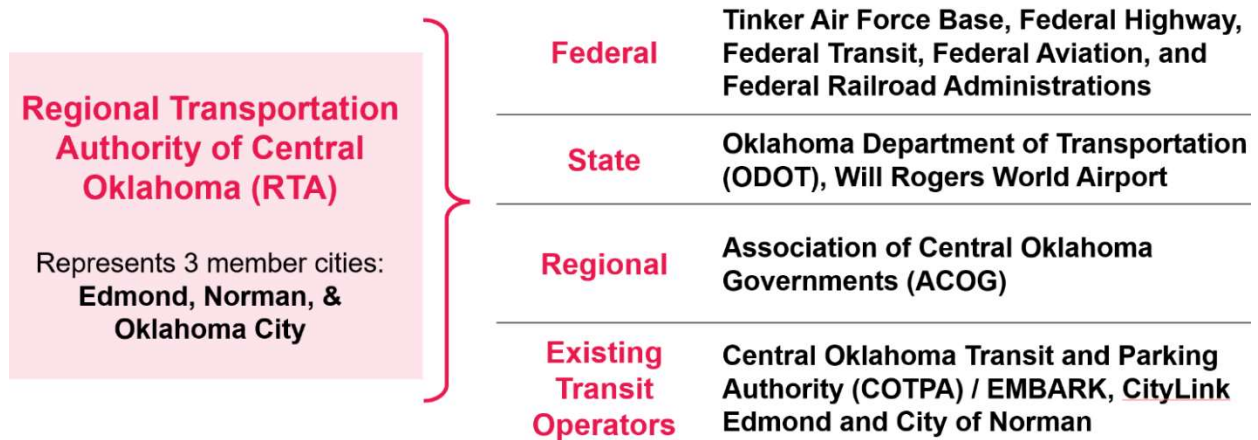 Regional Transportation
Authority of Central
Oklahoma (RTA)
Represents 3 member cities:
Edmond, Norman, &
Oklahoma City
Federal
Tinker Air Force Base, Federal Highway,
Federal Transit, Federal Aviation, and
Federal Railroad Administrations
State
Oklahoma Department of Transportation
(ODOT), Will Rogers World Airport
Regional
Association of Central Oklahoma
Governments (ACOG)
Existing
Transit
Operators
Central Oklahoma Transit and Parking
Authority (COTPA) / EMBARK, CityLink
Edmond and City of Norman